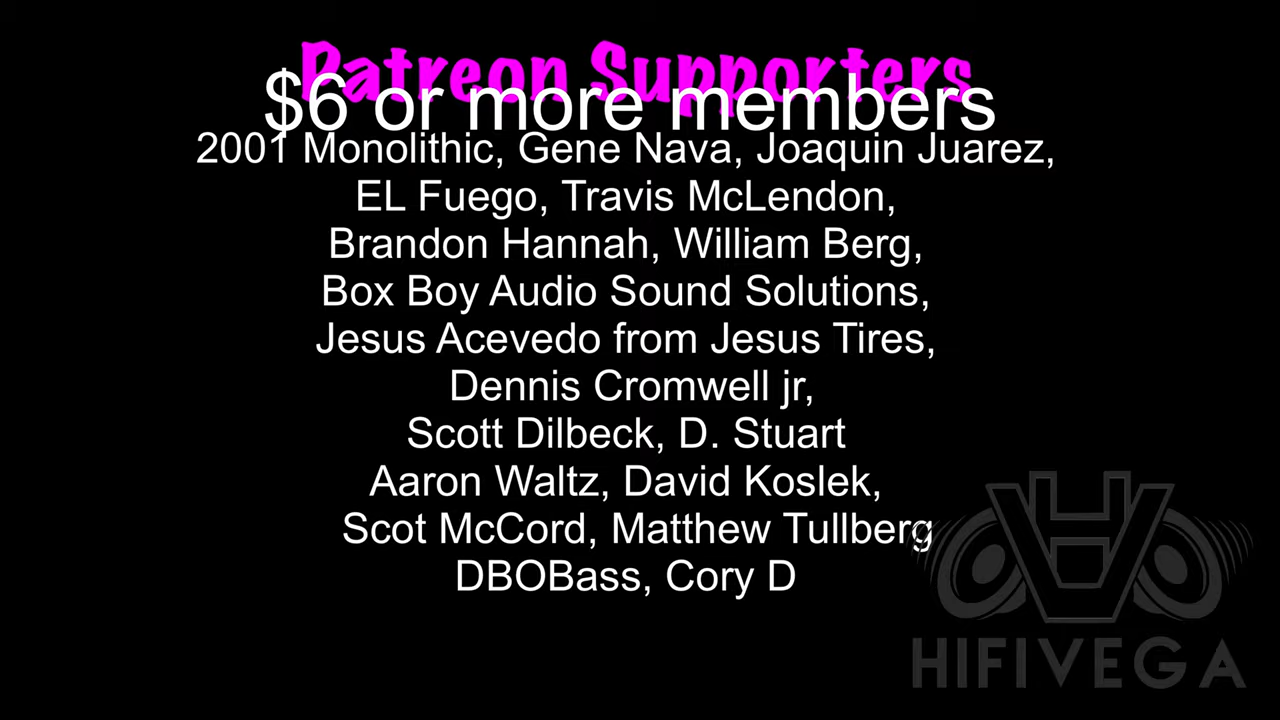 Patreon Supporters
$6 or more members
2001 Monolithic, Gene Nava, Joaquin Juarez,
EL Fuego, Travis McLendon,
Brandon Hannah, William Berg,
Box Boy Audio Sound Solutions,
Jesus Acevedo from Jesus Tires,
Dennis Cromwell jr,
Scott Dilbeck, D. Stuart
Aaron Waltz, David Koslek,
Scot McCord, Matthew Tullberg
DBOBass, Cory D
HIFIVEGA